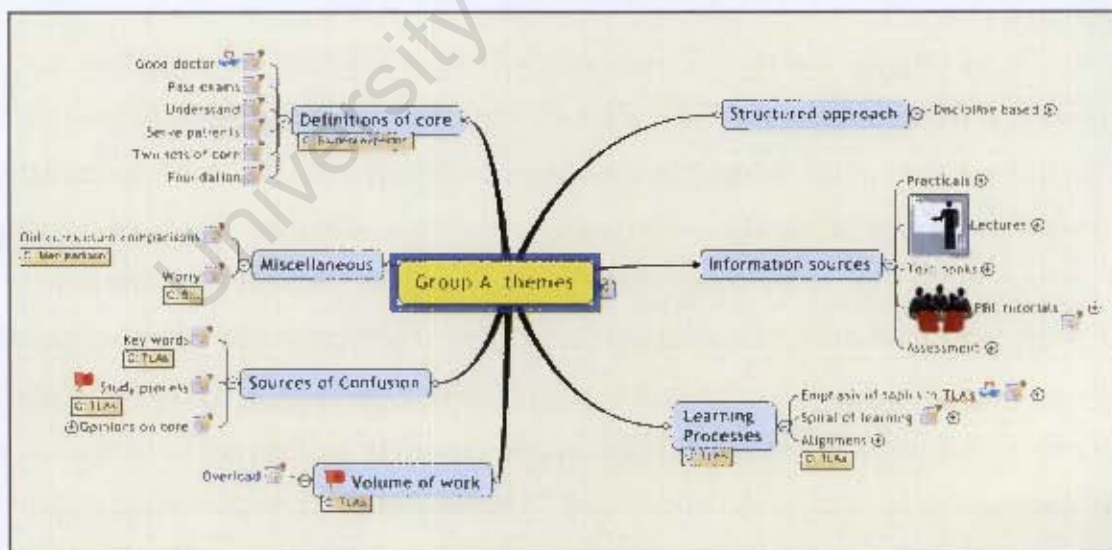 University
Group A themes
Definitions of core
Good doctor
Pass exams
Understand
Serve patients
Two sets of core
Foundation
Miscellaneous
Old curriculum comparisons
Worry
Sources of Confusion
Key words
C: TLAs
Study process
C: TLAs
Opinions on core
Volume of work
C: TLAs
Overload
Structured approach
Discipline based
Information sources
Practicals
Lectures
Text books
PBL tutorials
Assessment
Learning
Processes
C: TLAs
Emphasis of topics in TLAs
Spiral of learning
Alignment
C: TLAs